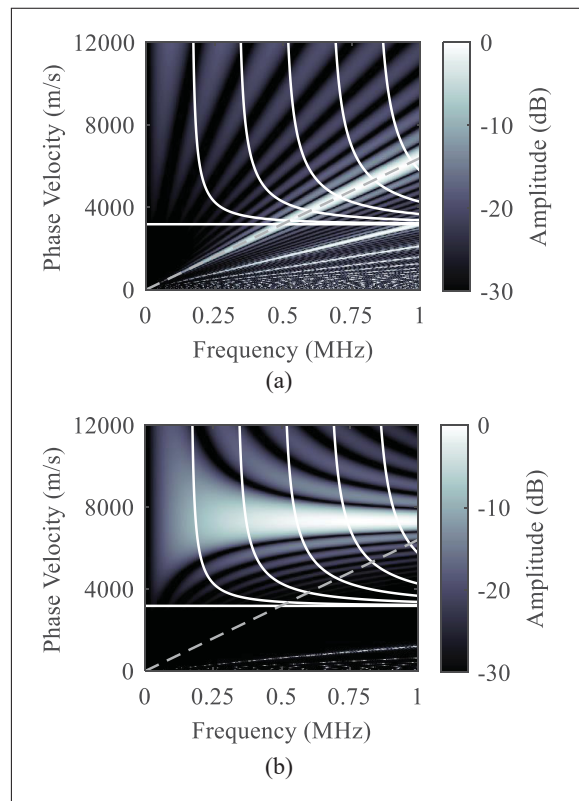 12000
8000
4000
0
Phase Velocity (m/s)
0 0.25 0.5 0.75 1
Frequency (MHz)
0
-10
-20
-30
Amplitude (dB)
(a)
12000
8000
4000
0
Phase Velocity (m/s)
0 0.25 0.5 0.75 1
Frequency (MHz)
0
-10
-20
-30
Amplitude (dB)
(b)